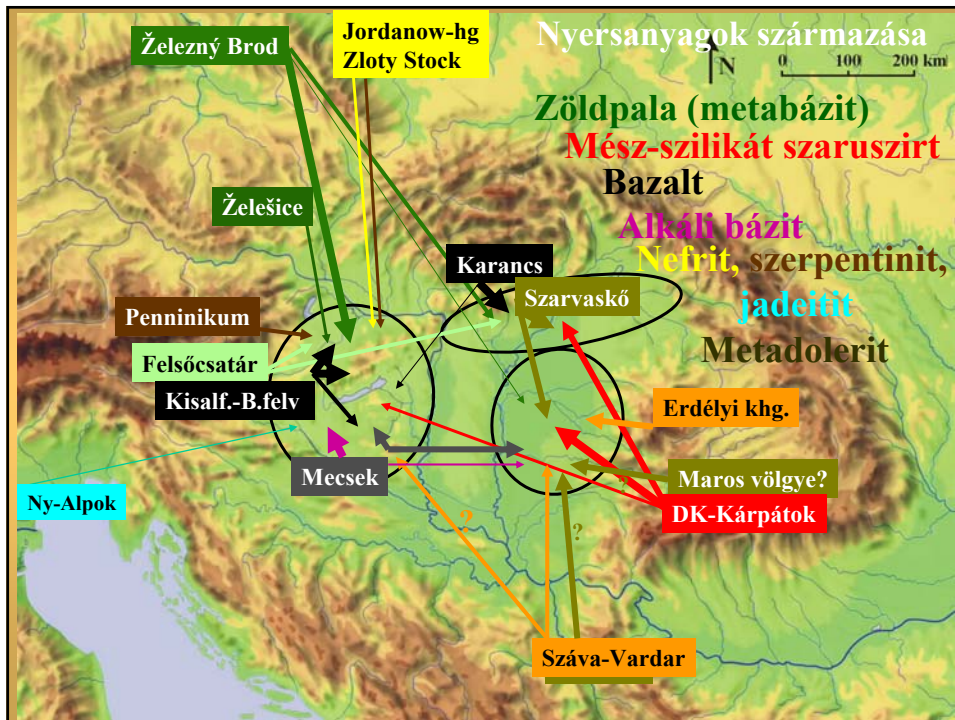 Nyersanyagok származása
N
0 100 200 km
Zöldpala (metabázit)
Mész-szilikát szaruszirt
Bazalt
Alkáli bázit
Nefrit, szerpentinit,
jadeitit
Metadolerit
Železný Brod
Jordanow-hg
Zloty Stock
Želešice
Karancs
Szarvaskő
Penninikum
Felsőcsatár
Kisalf.-B.felv
Erdélyi khg.
Mecsek
Maros völgye?
Ny-Alpok
DK-Kárpátok
?
?
?
Száva-Vardar